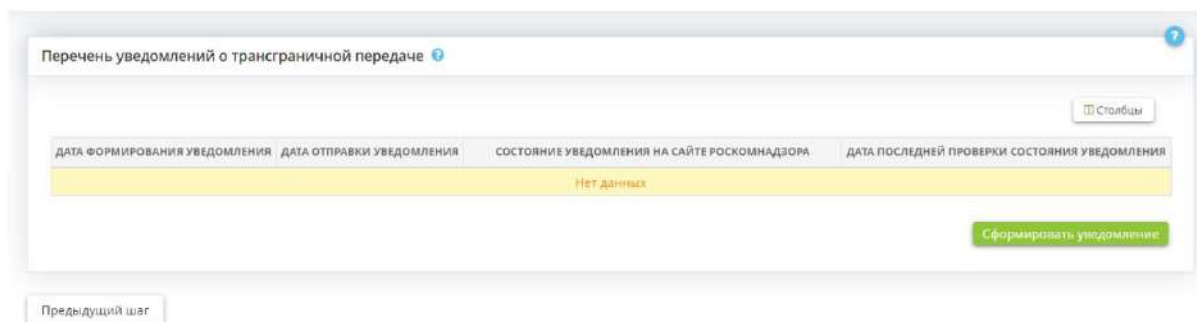 Перечень уведомлений о трансграничной передаче ?
?
Столбцы
ДАТА ФОРМИРОВАНИЯ УВЕДОМЛЕНИЯ ДАТА ОТПРАВКИ УВЕДОМЛЕНИЯ СОСТОЯНИЕ УВЕДОМЛЕНИЯ НА САЙТЕ РОСКОМНАДЗОРА ДАТА ПОСЛЕДНЕЙ ПРОВЕРКИ СОСТОЯНИЯ УВЕДОМЛЕНИЯ
Нет данных
Сформировать уведомление
Предыдущий шаг